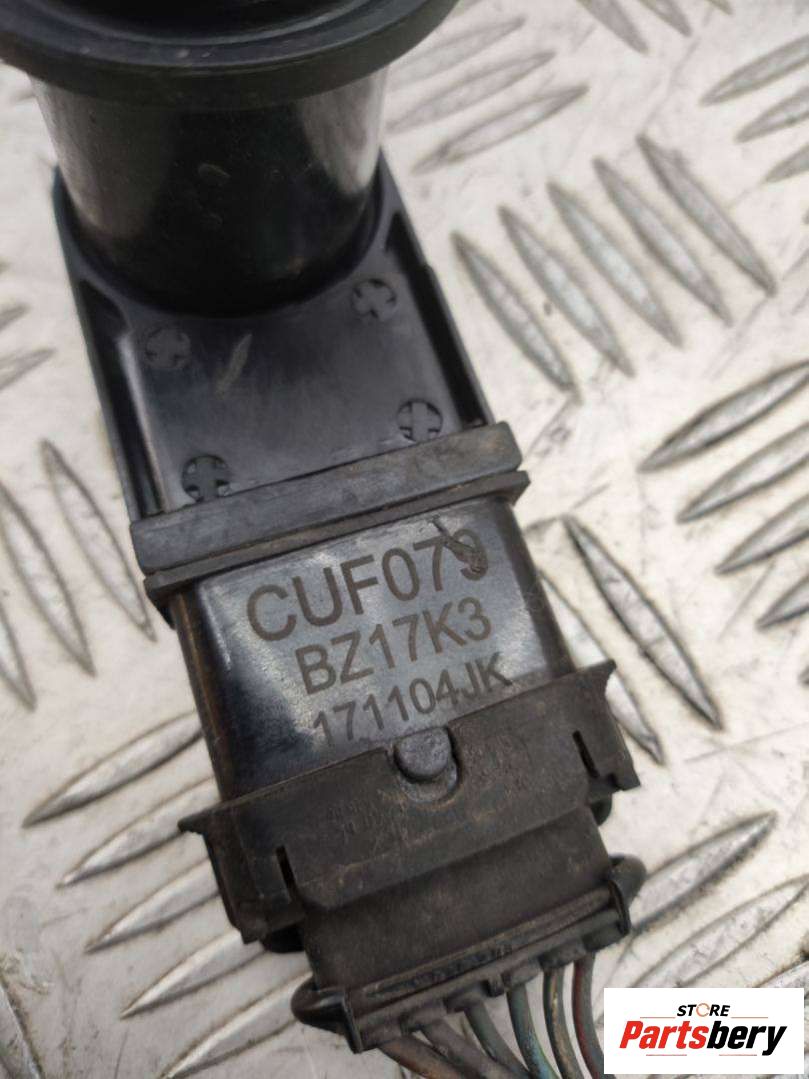 CUF079
BZ17K3
171104JK
STORE
Partsbery